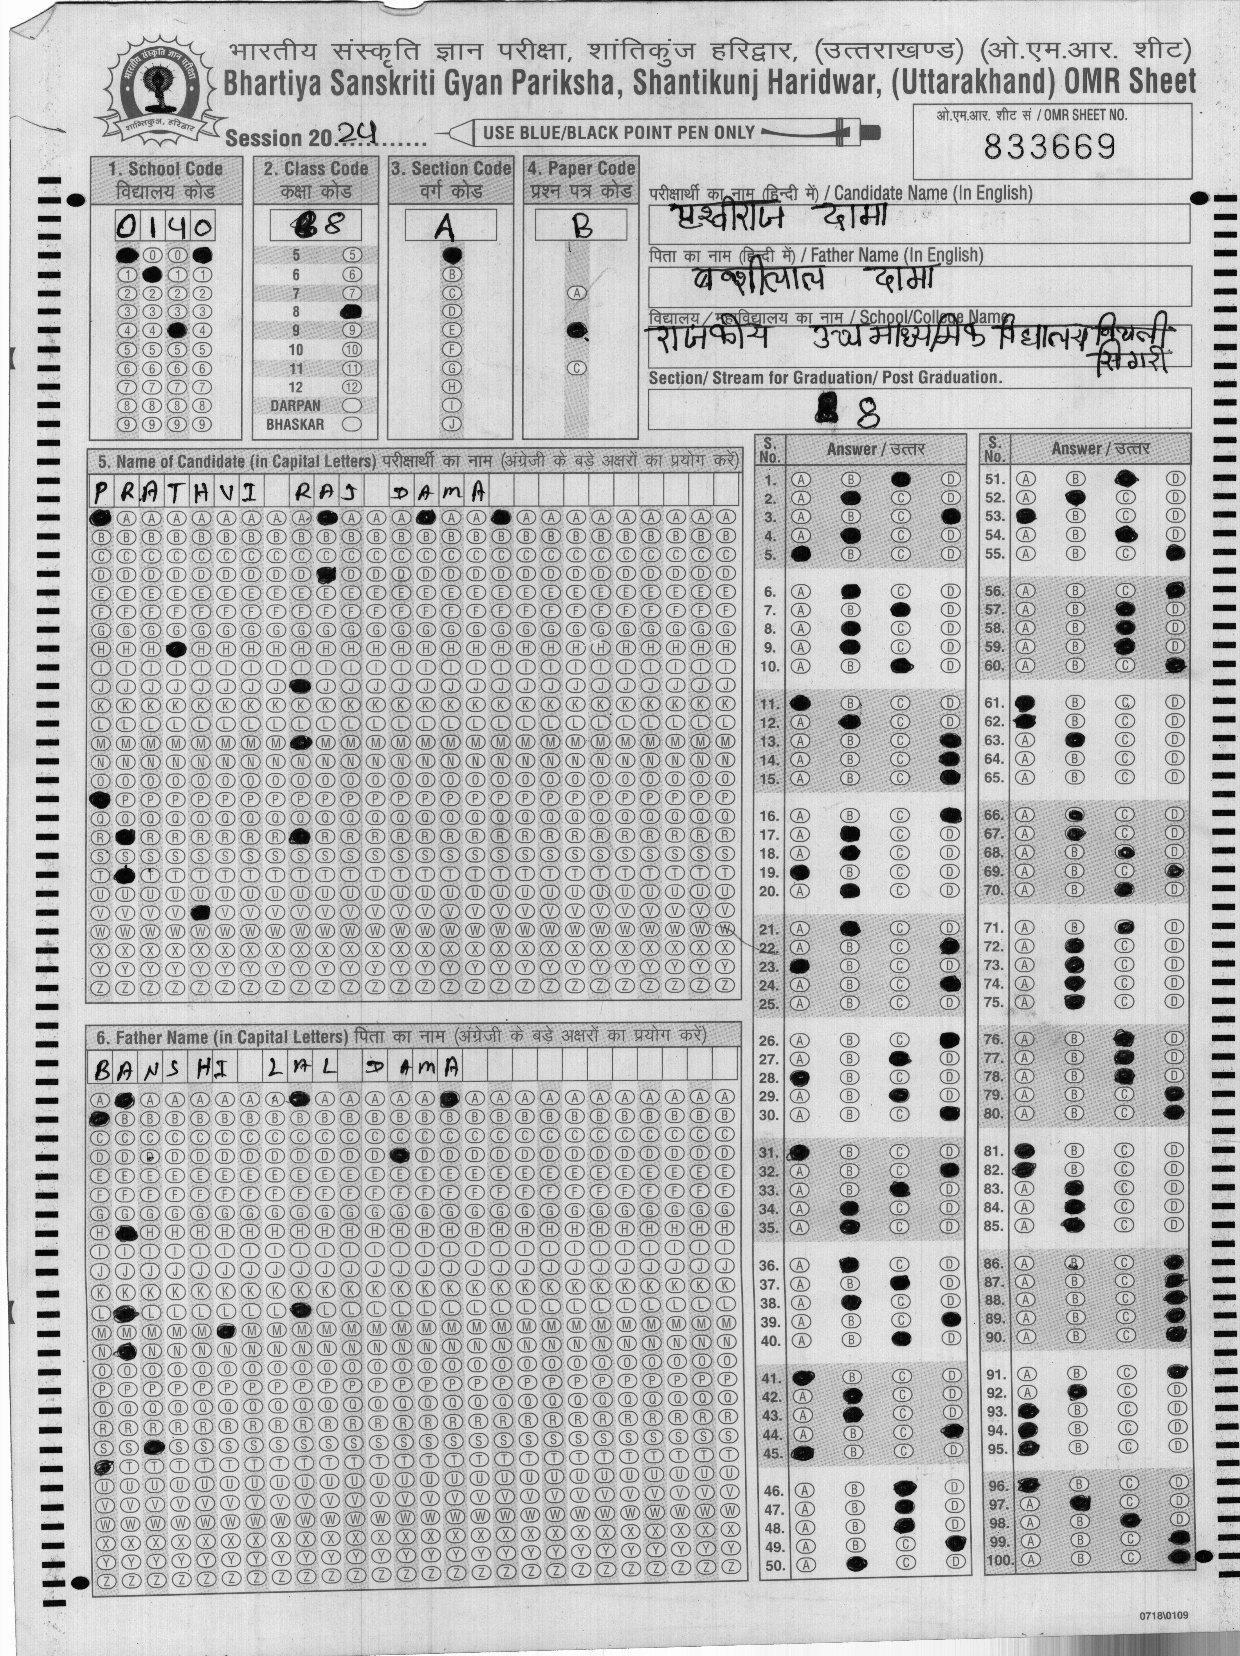 भारतीय संस्कृति ज्ञान परीक्षा, शांतिकुंज हरिद्वार, (उत्तराखण्ड) (ओ.एम.आर. शीट)
Bhartiya Sanskriti Gyan Pariksha, Shantikunj Haridwar, (Uttarakhand) OMR Sheet
Session 2024
USE BLUE/BLACK POINT PEN ONLY
ओ.एम.आर. शीट सं / OMR SHEET NO.
833669
1. School Code
विद्यालय कोड
0140
2. Class Code
कक्षा कोड
8
5
6
7
8
9
10
11
12
DARPAN
BHASKAR
3. Section Code
वर्ग कोड
A
4. Paper Code
प्रश्न पत्र कोड
B
परीक्षार्थी का नाम (हिन्दी में) / Candidate Name (In English)
दामा
पिता का नाम (हिन्दी में) / Father Name (In English)
दामा
विद्यालय / महाविद्यालय का नाम / School/College Name
राजकीय उच्च माध्यमिक विद्यालय
Section/ Stream for Graduation/ Post Graduation.
8
5. Name of Candidate (in Capital Letters) परीक्षार्थी का नाम (अंग्रेजी के बड़े अक्षरों का प्रयोग करें)
PRATHVI RAJ DAMA
6. Father Name (in Capital Letters) पिता का नाम (अंग्रेजी के बड़े अक्षरों का प्रयोग करें)
BANSHI LAL DAMA
S. No. Answer / उत्तर
S. No. Answer / उत्तर
0718\0109